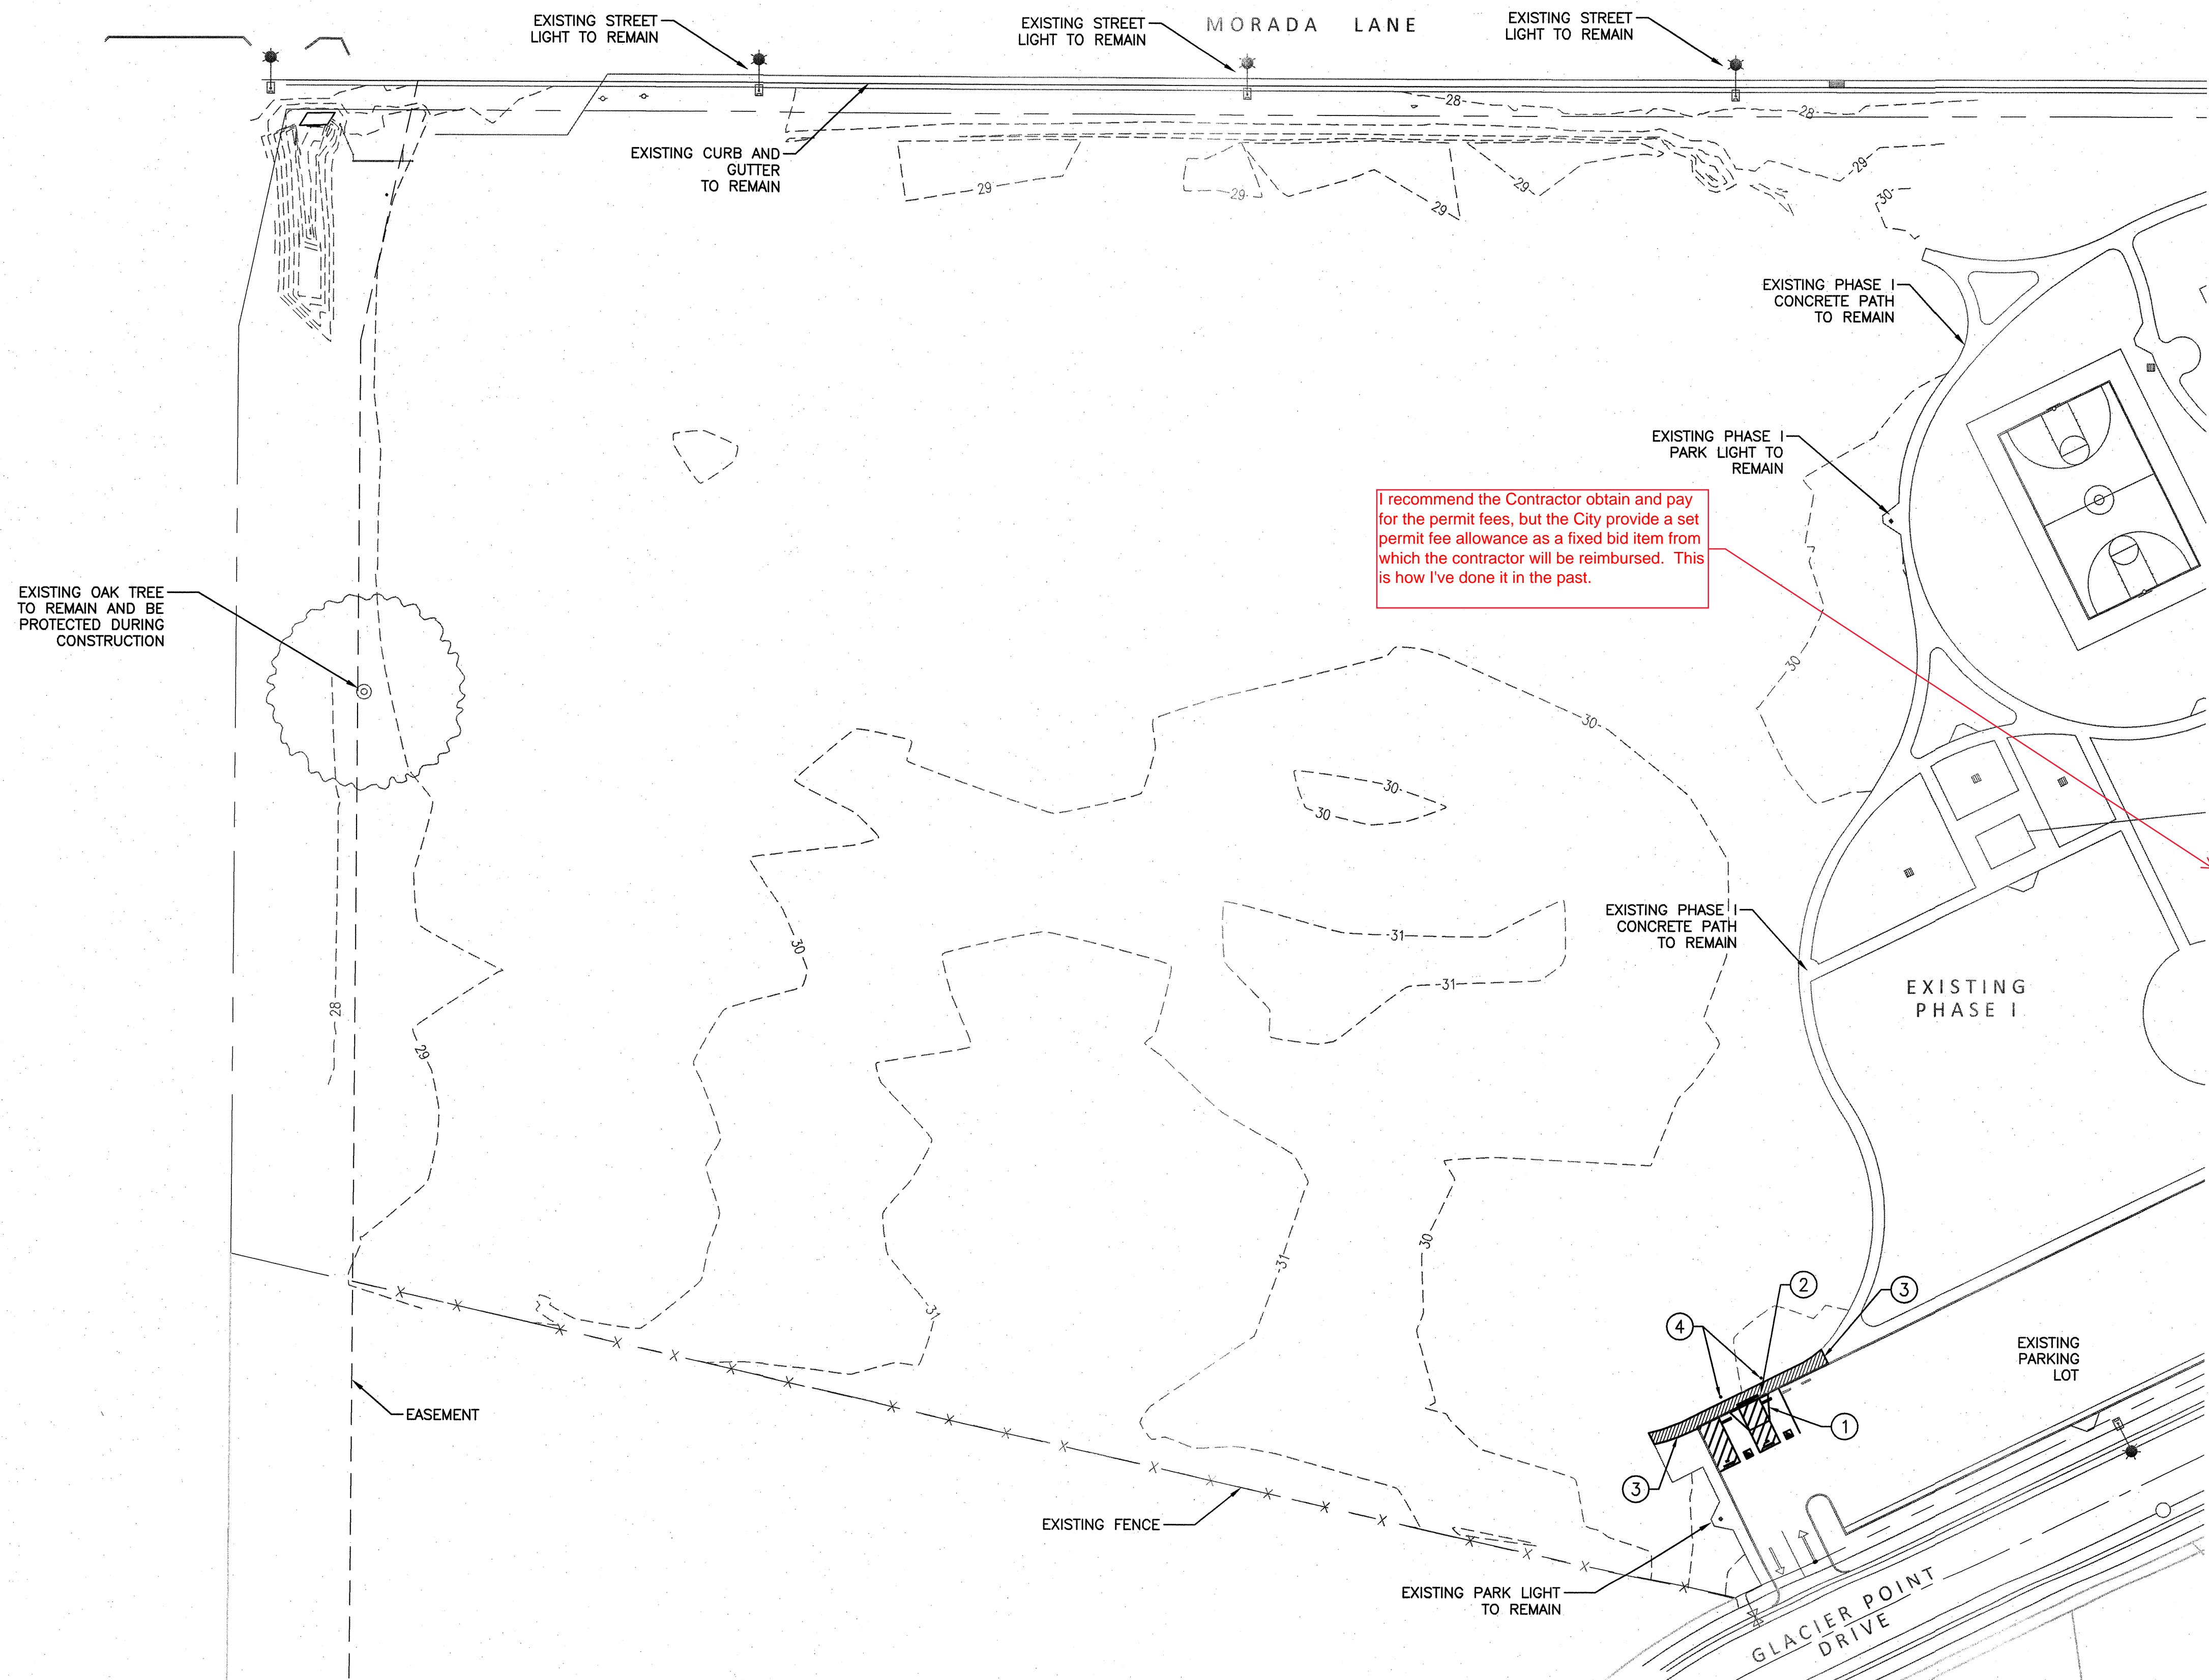 EXISTING STREET
LIGHT TO REMAIN
EXISTING STREET
LIGHT TO REMAIN
MORADA LANE
EXISTING STREET
LIGHT TO REMAIN
28
28
EXISTING CURB AND
GUTTER
TO REMAIN
29
29
29
29
29
30
EXISTING PHASE I
CONCRETE PATH
TO REMAIN
EXISTING PHASE I
PARK LIGHT TO
REMAIN
I recommend the Contractor obtain and pay
for the permit fees, but the City provide a set
permit fee allowance as a fixed bid item from
which the contractor will be reimbursed. This
is how I've done it in the past.
EXISTING OAK TREE
TO REMAIN AND BE
PROTECTED DURING
CONSTRUCTION
30
30
30
30
EXISTING PHASE I
CONCRETE PATH
TO REMAIN
30
31
31
28
29
EXISTING
PHASE I
30
31
31
2
3
4
EXISTING
PARKING
LOT
1
3
EASEMENT
EXISTING FENCE
EXISTING PARK LIGHT
TO REMAIN
GLACIER POINT
DRIVE